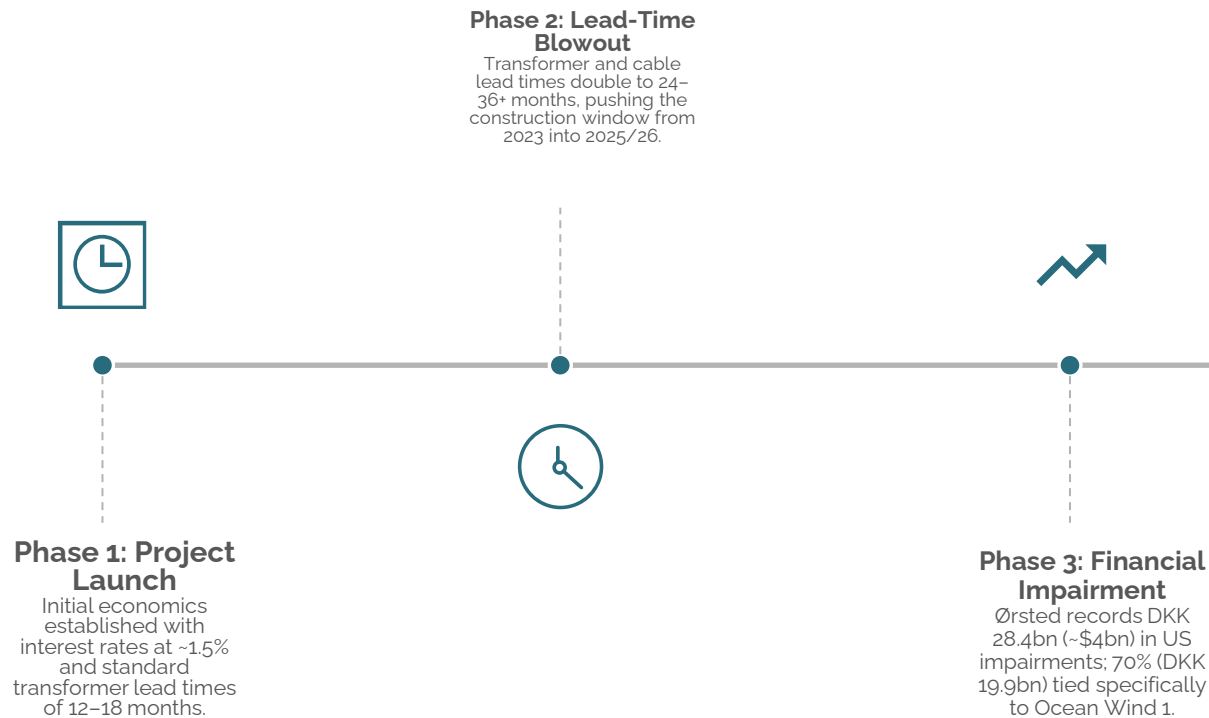 Phase 2: Lead-Time
Blowout
Transformer and cable
lead times double to 24–
36+ months, pushing the
construction window from
2023 into 2025/26.
Phase 1: Project
Launch
Initial economics
established with
interest rates at ~1.5%
and standard
transformer lead times
of 12–18 months.
Phase 3: Financial
Impairment
Ørsted records DKK
28.4bn (~$4bn) in US
impairments; 70% (DKK
19.9bn) tied specifically
to Ocean Wind 1.